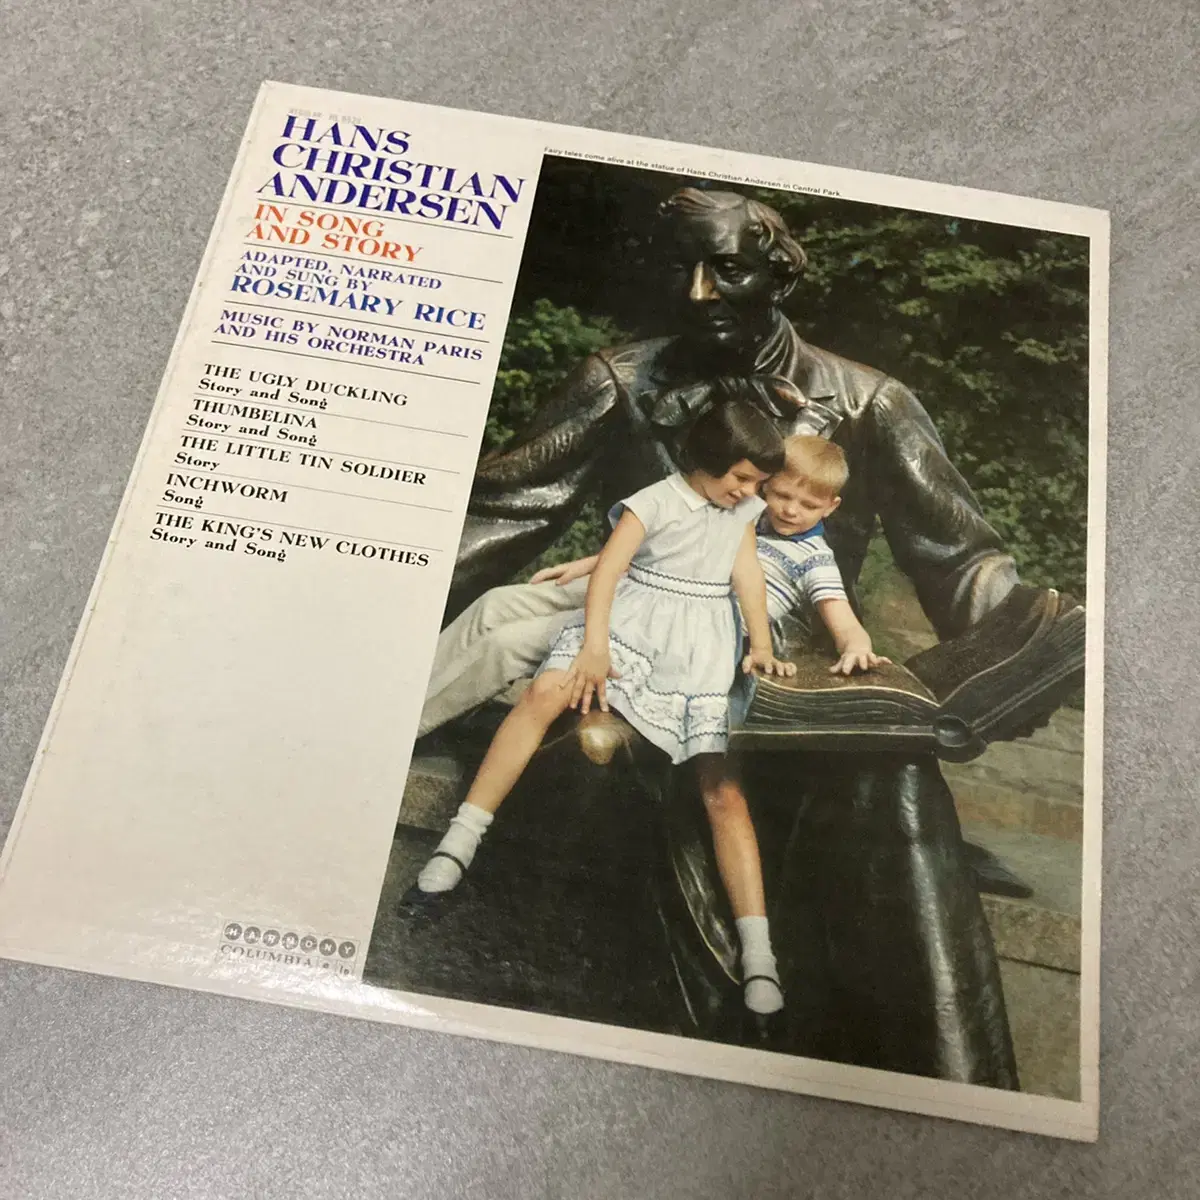 HANS
CHRISTIAN
ANDERSEN
IN SONG
AND STORY
ADAPTED, NARRATED
AND SUNG BY
ROSEMARY RICE
MUSIC BY NORMAN PARIS
AND HIS ORCHESTRA
THE UGLY DUCKLING
Story and Song
THUMBELINA
Story and Song
THE LITTLE TIN SOLDIER
Story
INCHWORM
Song
THE KING'S NEW CLOTHES
Story and Song
HARMONY
COLUMBIA
Fairy tales come alive at the statue of Hans Christian Andersen in Central Park.